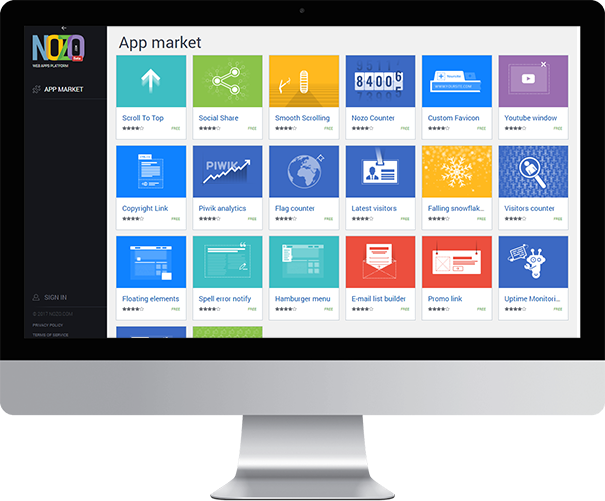 NOZO
beta
WEB APPS PLATFORM
APP MARKET
SIGN IN
© 2017 NOZO.COM
PRIVACY POLICY
TERMS OF SERVICE
App market
Scroll To Top
FREE
Social Share
FREE
Smooth Scrolling
FREE
84005
Nozo Counter
FREE
Favorite
WWW.YOURSITE.COM
Custom Favicon
FREE
Youtube window
FREE
Copyright Link
FREE
PIWIK
Piwik analytics
FREE
Flag counter
FREE
Latest visitors
FREE
Falling snowflak...
FREE
Visitors counter
FREE
Floating elements
FREE
Spell error notify
FREE
Hamburger menu
FREE
E-mail list builder
FREE
Promo link
FREE
Uptime Monitori...
FREE